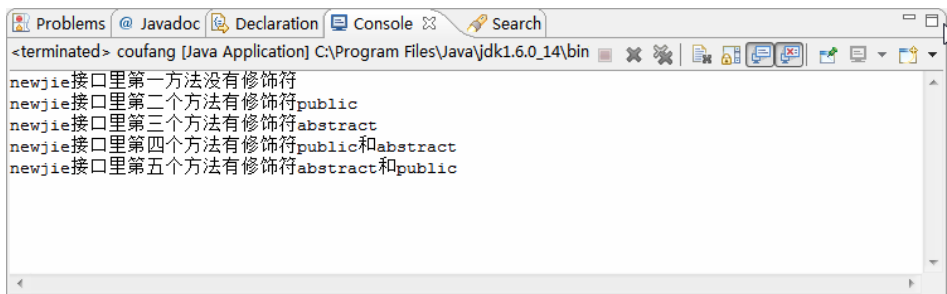 Problems @ Javadoc Declaration Console Search
<terminated> coufang [Java Application] C:\Program Files\Java\jdk1.6.0_14\bin
newjie接口里第一方法没有修饰符
newjie接口里第二个方法有修饰符public
newjie接口里第三个方法有修饰符abstract
newjie接口里第四个方法有修饰符public和abstract
newjie接口里第五个方法有修饰符abstract和public